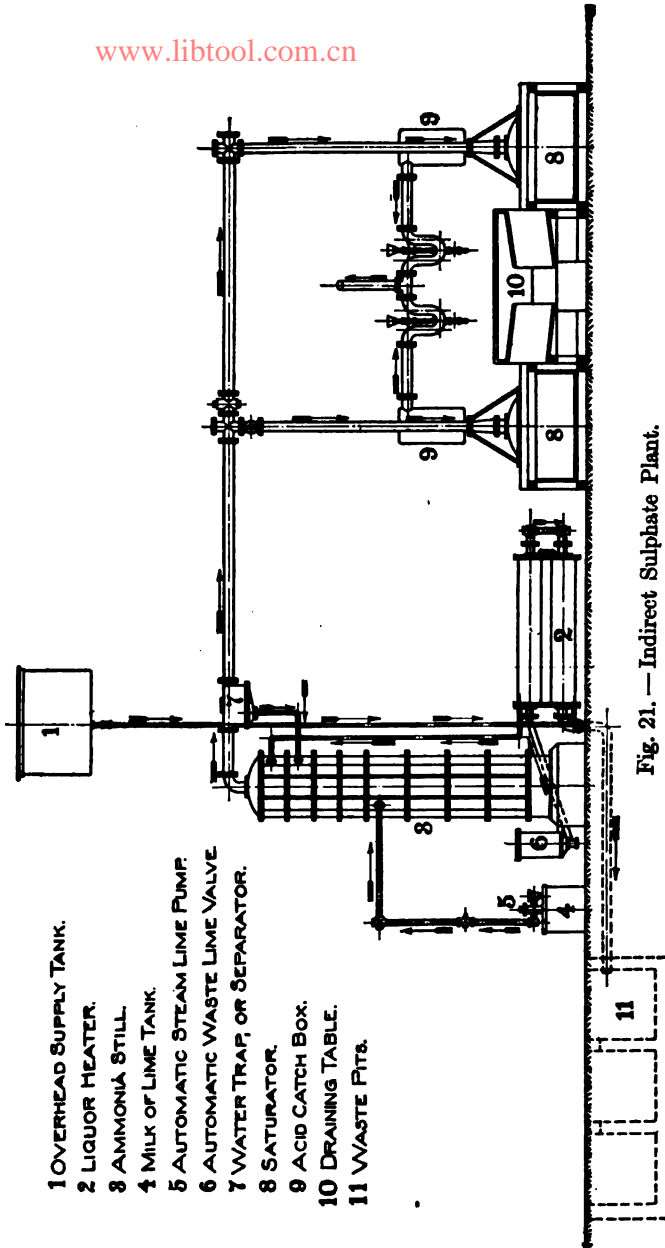 www.libtool.com.cn
1 OVERHEAD SUPPLY TANK.
2 LIQUOR HEATER.
3 AMMONIA STILL.
4 MILK OF LIME TANK.
5 AUTOMATIC STEAM LIME PUMP.
6 AUTOMATIC WASTE LIME VALVE
7 WATER TRAP, OR SEPARATOR.
8 SATURATOR.
9 ACID CATCH BOX.
10 DRAINING TABLE.
11 WASTE PITS.
1
7
3
2
6
5
4
11
9
9
8
8
10
Fig. 21. — Indirect Sulphate Plant.